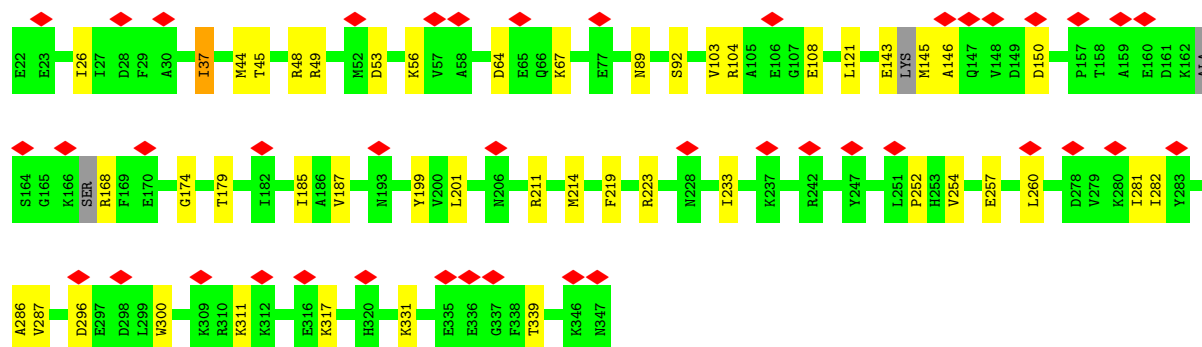 E22 E23 I26 I27 D28 F29 A30 I37 M44 T45 R48 R49 M52 D53 K56 V57 A58 D64 E65 Q66 K67 E77 N89 S92 V103 R104 A105 E106 G107 E108 L121 E143 LYS M145 A146 Q147 V148 D149 D150 P157 T158 A159 E160 D161 K162 ALA
S164 G165 K166 SER R168 F169 E170 G174 T179 I182 I185 A186 V187 N193 Y199 V200 L201 N206 R211 M214 F219 R223 N228 I233 K237 R242 Y247 L251 P252 H253 V254 E257 L260 D278 V279 K280 I281 I282 Y283
A286 V287 D296 E297 D298 L299 W300 K309 R310 K311 K312 E316 K317 H320 K331 E335 E336 G337 F338 T339 K346 N347